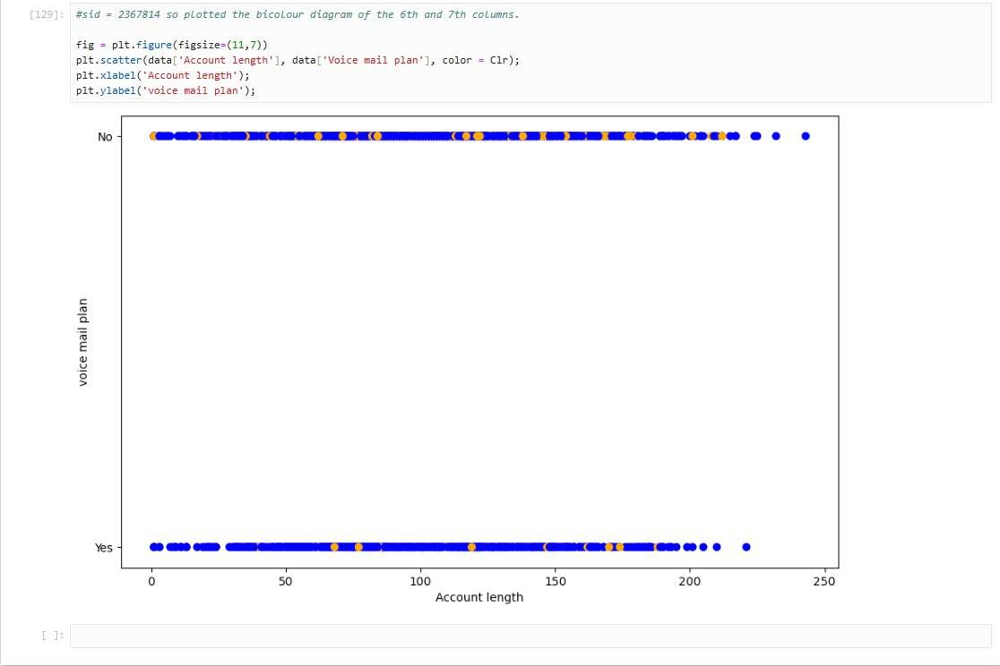 [129]: #sid = 2367814 so plotted the bicolour diagram of the 6th and 7th columns.
fig = plt.figure(figsize=(11,7))
plt.scatter(data['Account length'], data['Voice mail plan'], color = Clr);
plt.xlabel('Account length');
plt.ylabel('voice mail plan');
No
voice mail plan
Yes
0 50 100 150 200 250
Account length
[ ]: